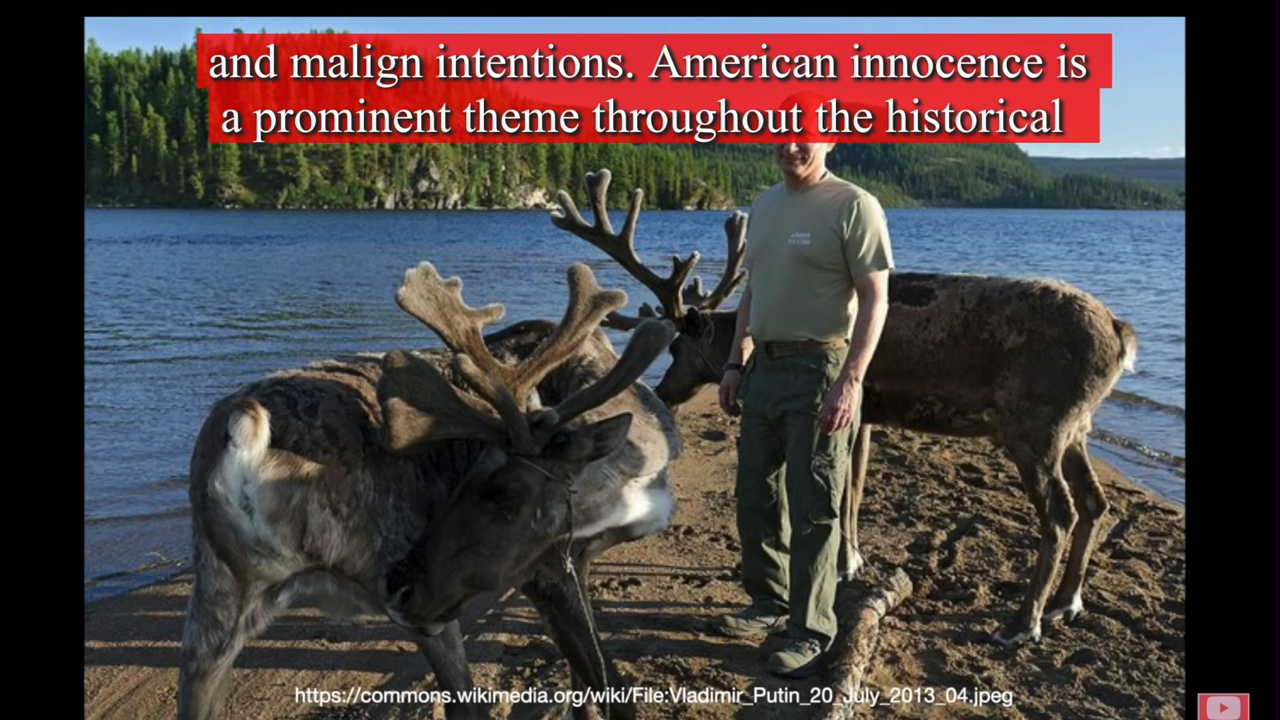 and malign intentions. American innocence is
a prominent theme throughout the historical
https://commons.wikimedia.org/wiki/File:Vladimir_Putin_20_July_2013_04.jpeg